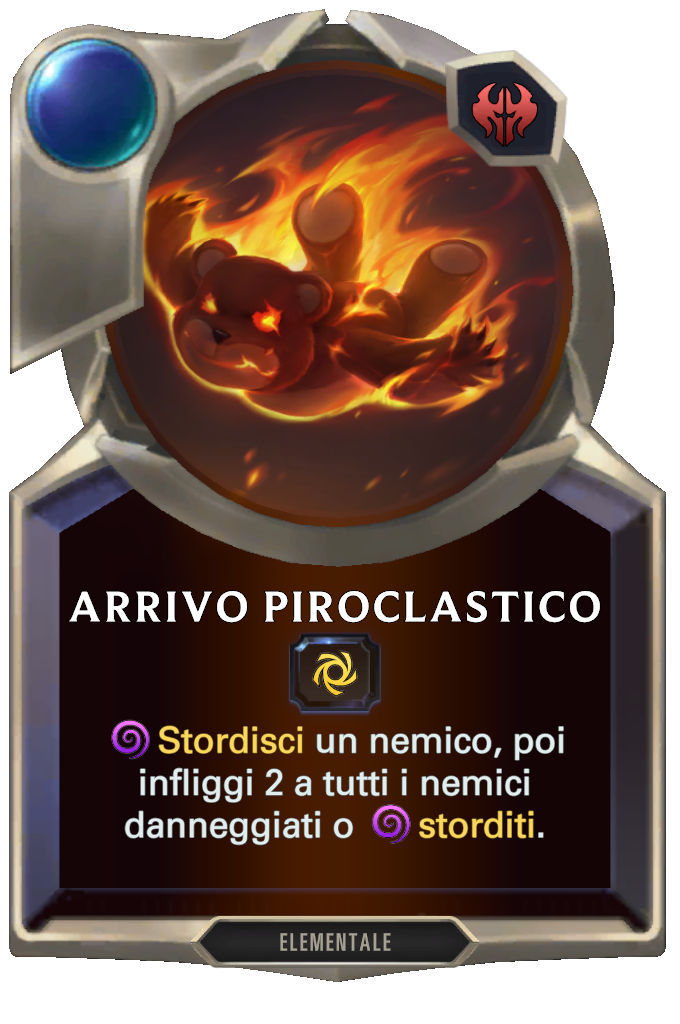 ARRIVO PIROCLASTICO
Stordisci un nemico, poi
infliggi 2 a tutti i nemici
danneggiati o storditi.
ELEMENTALE